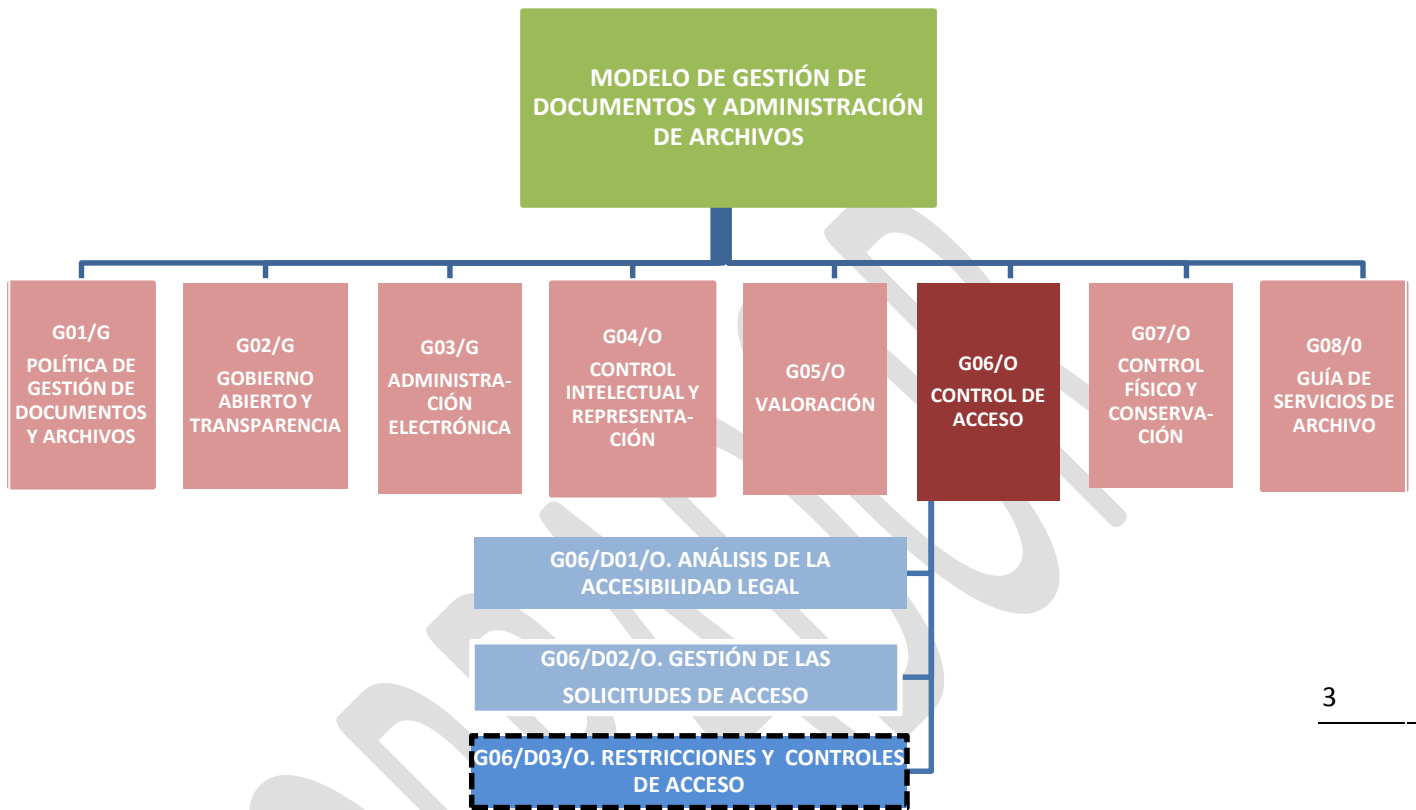 MODELO DE GESTIÓN DE
DOCUMENTOS Y ADMINISTRACIÓN
DE ARCHIVOS
G01/G
POLÍTICA DE
GESTIÓN DE
DOCUMENTOS
Y ARCHIVOS
G02/G
GOBIERNO
ABIERTO Y
TRANSPARENCIA
G03/G
ADMINISTRA-
CIÓN
ELECTRÓNICA
G04/O
CONTROL
INTELECTUAL Y
REPRESENTA-
CIÓN
G05/O
VALORACIÓN
G06/O
CONTROL DE
ACCESO
G07/O
CONTROL
FÍSICO Y
CONSERVA-
CIÓN
G08/0
GUÍA DE
SERVICIOS DE
ARCHIVO
G06/D01/O. ANÁLISIS DE LA
ACCESIBILIDAD LEGAL
G06/D02/O. GESTIÓN DE LAS
SOLICITUDES DE ACCESO
G06/D03/O. RESTRICCIONES Y CONTROLES
DE ACCESO
3